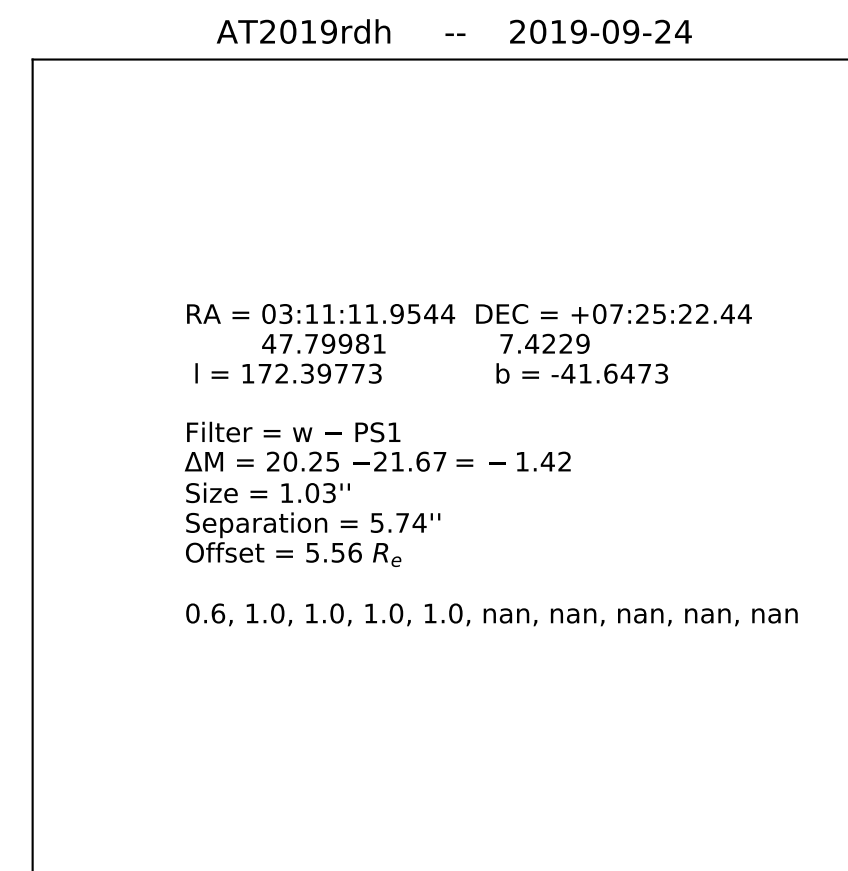 AT2019rdh -- 2019-09-24
RA = 03:11:11.9544 DEC = +07:25:22.44
47.79981 7.4229
l = 172.39773 b = -41.6473
Filter = w − PS1
ΔM = 20.25 −21.67 = − 1.42
Size = 1.03''
Separation = 5.74''
Offset = 5.56 Re
0.6, 1.0, 1.0, 1.0, 1.0, nan, nan, nan, nan, nan